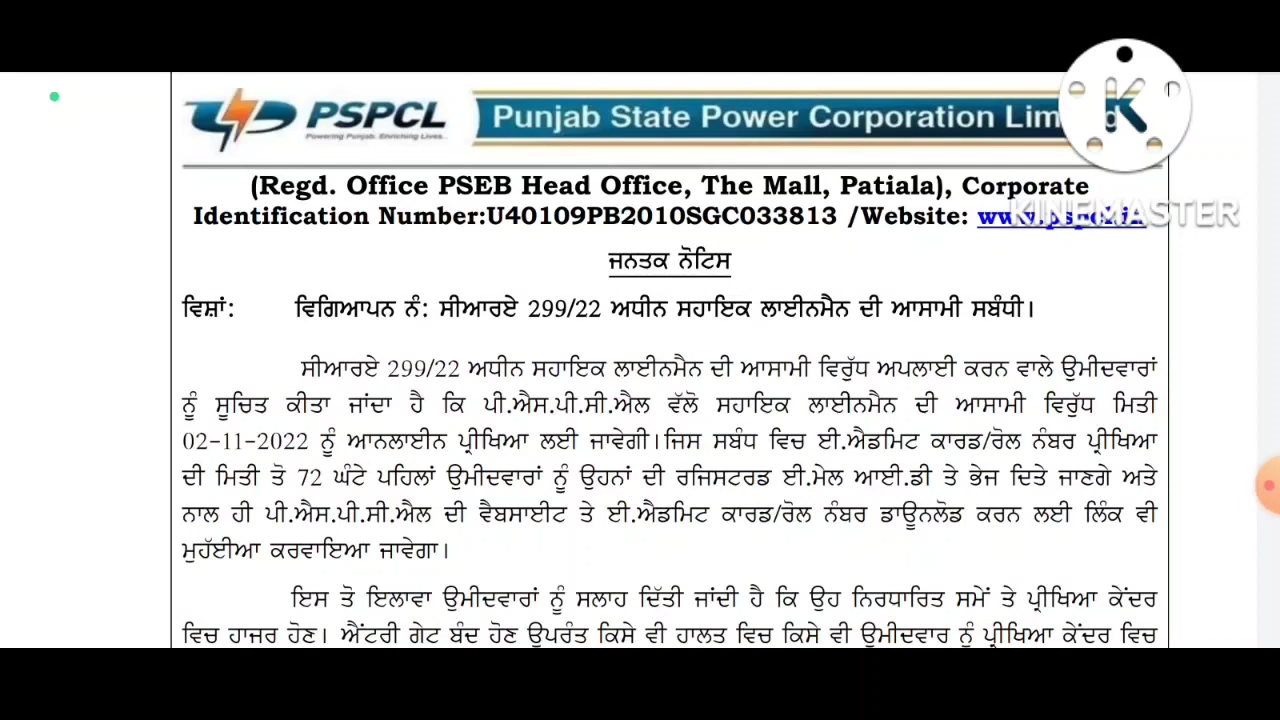 PSPCL
Powering Punjab. Enriching Lives..
Punjab State Power Corporation
K
(Regd. Office PSEB Head Office, The Mall, Patiala), Corporate
Identification Number:U40109PB2010SGC033813 /Website: www.pspcl.in
KINEMASTER
ਜਨਤਕ ਨੋਟਿਸ
ਵਿਸ਼ਾਂ: ਵਿਗਿਆਪਨ ਨੰ: ਸੀਆਰਏ 299/22 ਅਧੀਨ ਸਹਾਇਕ ਲਾਈਨਮੈਨ ਦੀ ਆਸਾਮੀ ਸਬੰਧੀ।
ਸੀਆਰਏ 299/22 ਅਧੀਨ ਸਹਾਇਕ ਲਾਈਨਮੈਨ ਦੀ ਆਸਾਮੀ ਵਿਰੁੱਧ ਅਪਲਾਈ ਕਰਨ ਵਾਲੇ ਉਮੀਦਵਾਰਾਂ
ਨੂੰ ਸੂਚਿਤ ਕੀਤਾ ਜਾਂਦਾ ਹੈ ਕਿ ਪੀ.ਐਸ.ਪੀ.ਸੀ.ਐਲ ਵੱਲੋ ਸਹਾਇਕ ਲਾਈਨਮੈਨ ਦੀ ਆਸਾਮੀ ਵਿਰੁੱਧ ਮਿਤੀ
02-11-2022 ਨੂੰ ਆਨਲਾਈਨ ਪ੍ਰੀਖਿਆ ਲਈ ਜਾਵੇਗੀ।ਜਿਸ ਸਬੰਧ ਵਿਚ ਈ.ਐਡਮਿਟ ਕਾਰਡ/ਰੋਲ ਨੰਬਰ ਪ੍ਰੀਖਿਆ
ਦੀ ਮਿਤੀ ਤੋ 72 ਘੰਟੇ ਪਹਿਲਾਂ ਉਮੀਦਵਾਰਾਂ ਨੂੰ ਉਹਨਾਂ ਦੀ ਰਜਿਸਟਰਡ ਈ.ਮੇਲ ਆਈ.ਡੀ ਤੇ ਭੇਜ ਦਿਤੇ ਜਾਣਗੇ ਅਤੇ
ਨਾਲ ਹੀ ਪੀ.ਐਸ.ਪੀ.ਸੀ.ਐਲ ਦੀ ਵੈਬਸਾਈਟ ਤੇ ਈ.ਐਡਮਿਟ ਕਾਰਡ/ਰੋਲ ਨੰਬਰ ਡਾਊਨਲੋਡ ਕਰਨ ਲਈ ਲਿੰਕ ਵੀ
ਮੁਹੱਈਆ ਕਰਵਾਇਆ ਜਾਵੇਗਾ।
ਇਸ ਤੋ ਇਲਾਵਾ ਉਮੀਦਵਾਰਾਂ ਨੂੰ ਸਲਾਹ ਦਿੱਤੀ ਜਾਂਦੀ ਹੈ ਕਿ ਉਹ ਨਿਰਧਾਰਿਤ ਸਮੇਂ ਤੇ ਪ੍ਰੀਖਿਆ ਕੇਂਦਰ
ਵਿਚ ਹਾਜਰ ਹੋਣ। ਐਂਟਰੀ ਗੇਟ ਬੰਦ ਹੋਣ ਉਪਰੰਤ ਕਿਸੇ ਵੀ ਹਾਲਤ ਵਿਚ ਕਿਸੇ ਵੀ ਉਮੀਦਵਾਰ ਨੂੰ ਪ੍ਰੀਖਿਆ ਕੇਂਦਰ ਵਿਚ